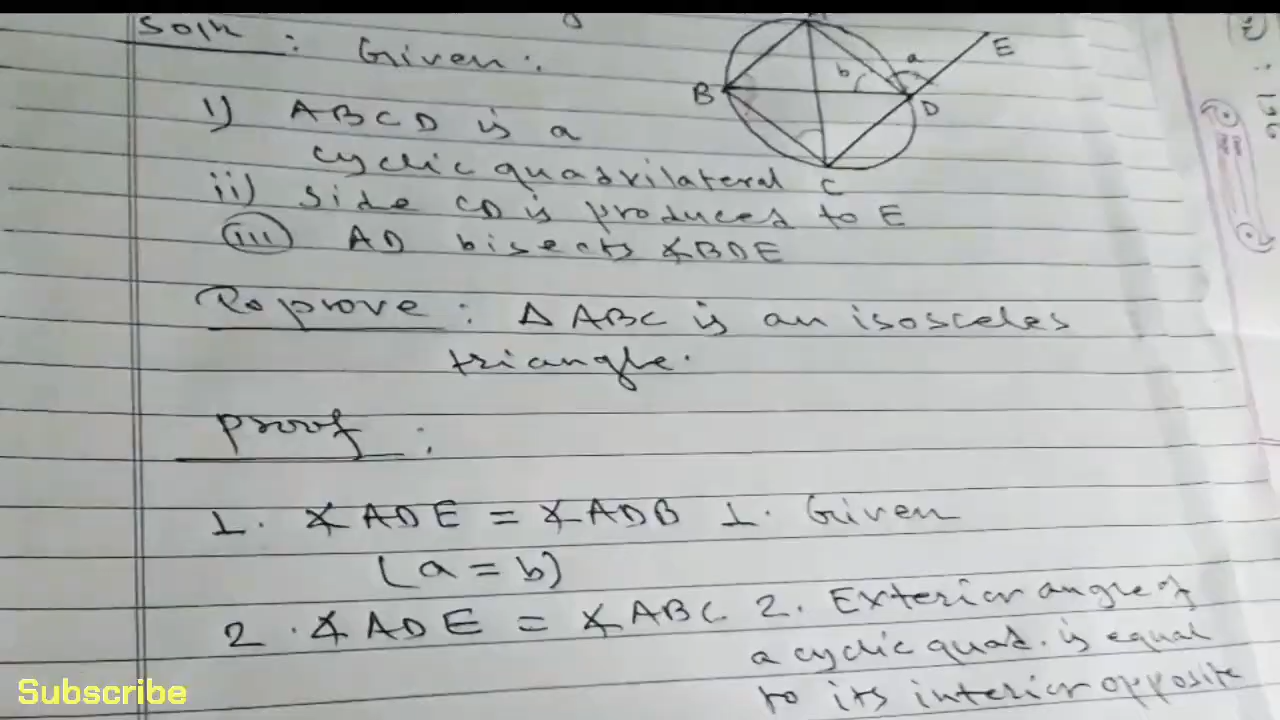 Soln : Given :.
A
B
C
D
E
a
b
i) ABCD is a
cyclic quadrilateral
ii) side CD is produced to E
(iii) AD bisects ∡BDE
To prove : Δ ABC is an isosceles
triangle.
Proof :
1. ∡ADE = ∡ADB 1. Given
(a = b)
2. ∡ADE = ∡ABC 2. Exterior angle of
a cyclic quad. is equal
to its interior opposite
Subscribe